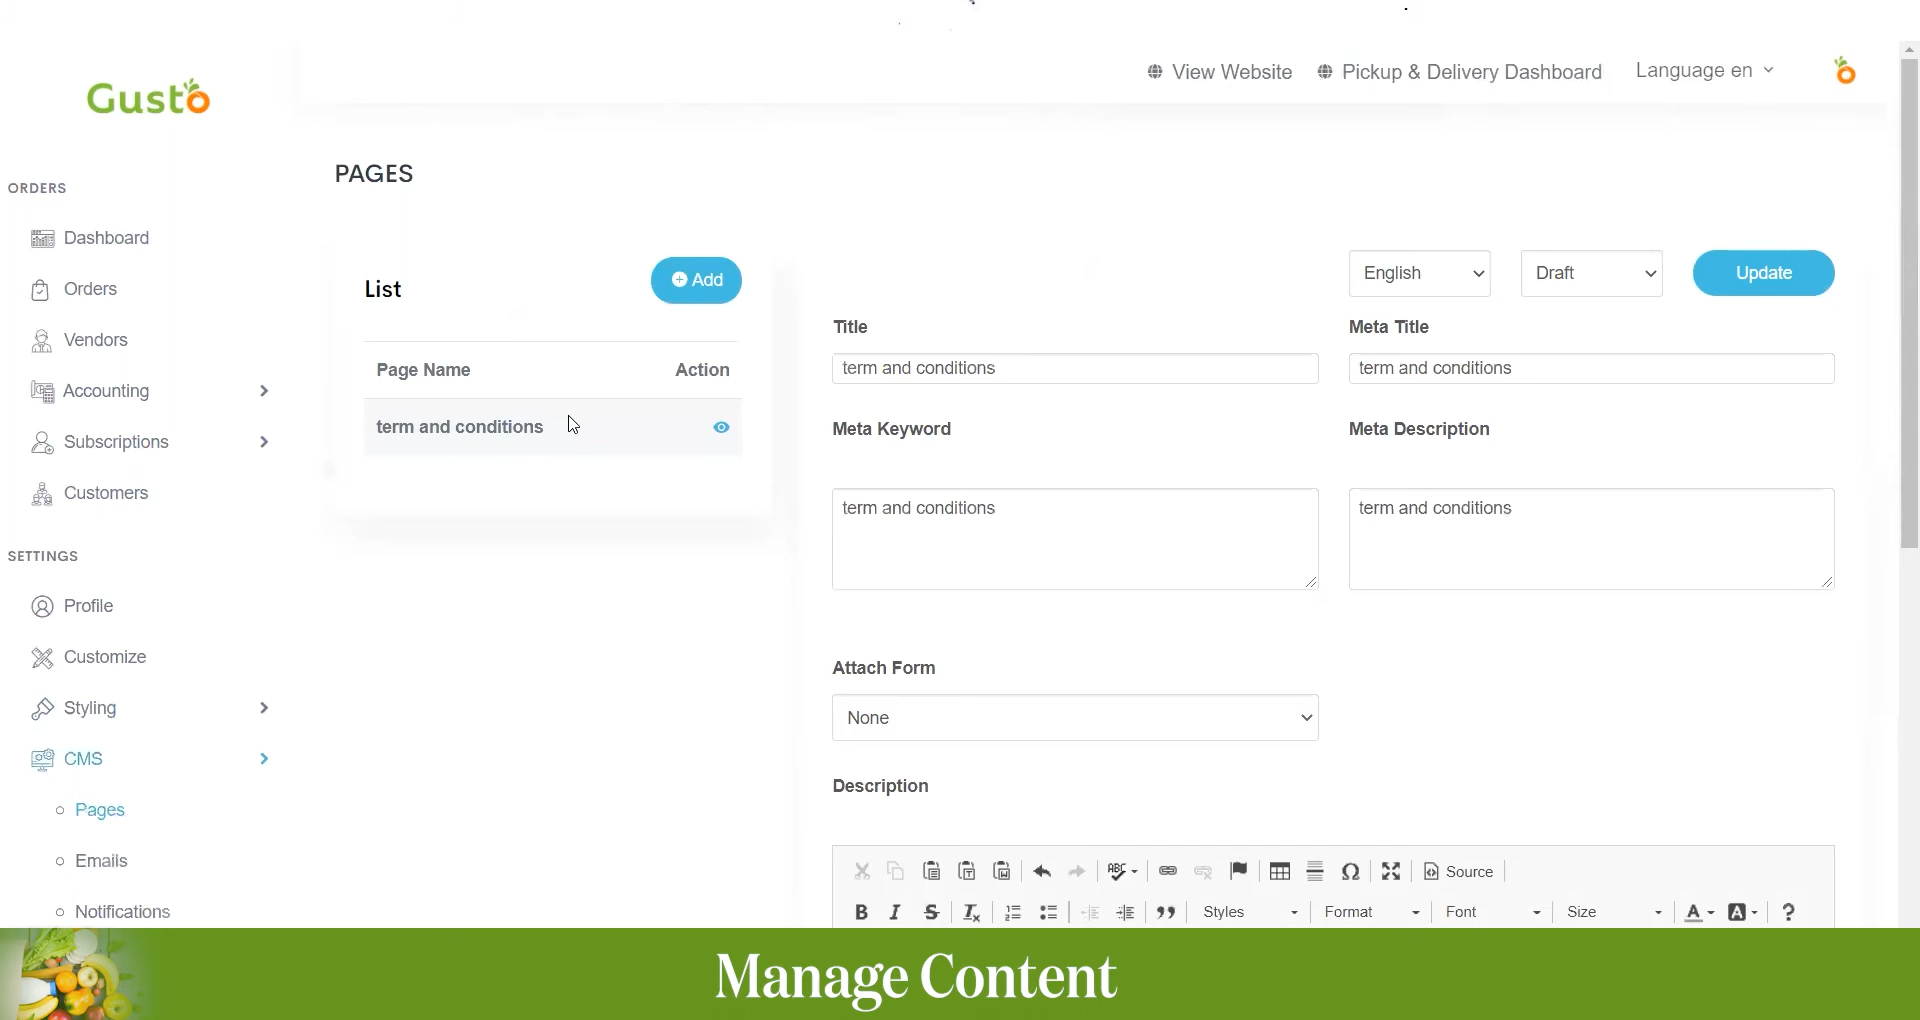 Gusto
View Website
Pickup & Delivery Dashboard
Language en
ORDERS
Dashboard
Orders
Vendors
Accounting
Subscriptions
Customers
SETTINGS
Profile
Customize
Styling
CMS
Pages
Emails
Notifications
PAGES
List
Add
Page Name Action
term and conditions
English
Draft
Update
Title
term and conditions
Meta Title
term and conditions
Meta Keyword
term and conditions
Meta Description
term and conditions
Attach Form
None
Description
ABC
Source
B I S Tx Styles Format Font Size A A ?
Manage Content